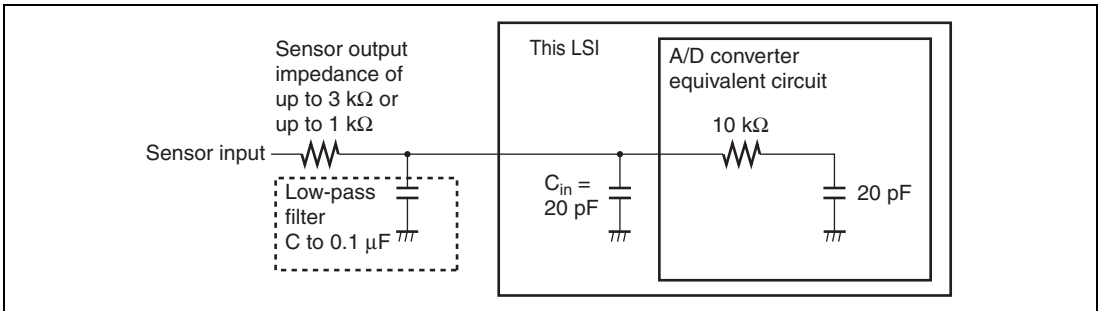 Sensor output
impedance of
up to 3 kΩ or
up to 1 kΩ
Sensor input
Low-pass
filter
C to 0.1 μF
This LSI
Cin =
20 pF
A/D converter
equivalent circuit
10 kΩ
20 pF